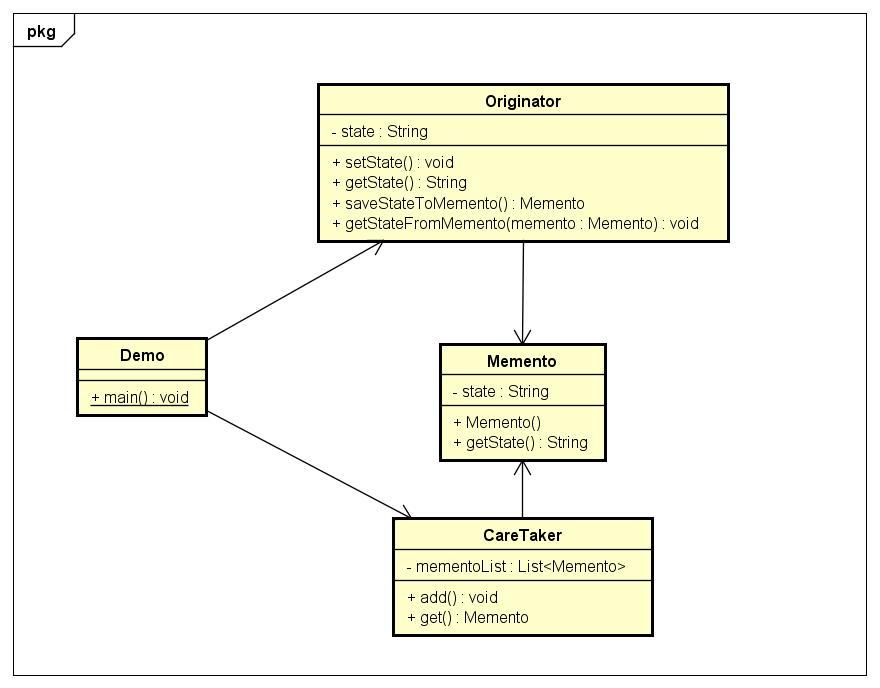 pkg
Originator
- state : String
+ setState() : void
+ getState() : String
+ saveStateToMemento() : Memento
+ getStateFromMemento(memento : Memento) : void
Demo
+ main() : void
Memento
- state : String
+ Memento()
+ getState() : String
CareTaker
- mementoList : List<Memento>
+ add() : void
+ get() : Memento